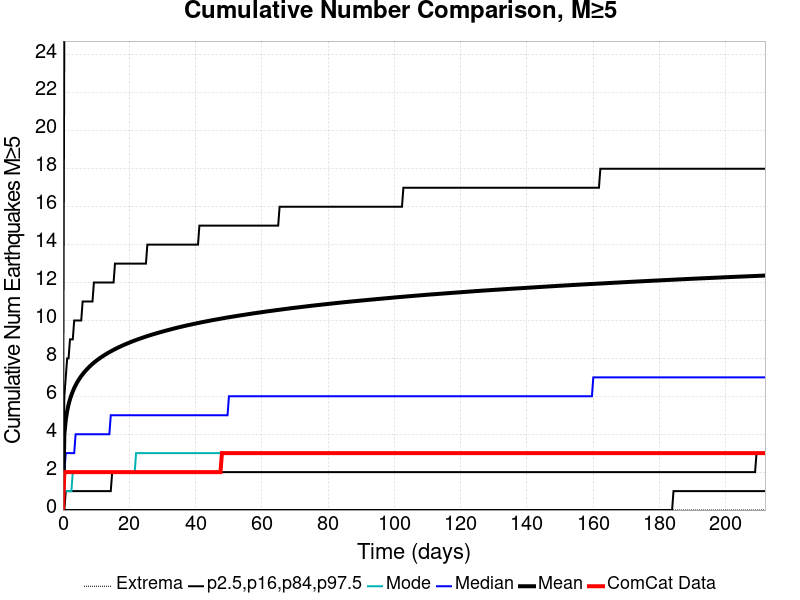 Cumulative Number Comparison, M≥5
Cumulative Num Earthquakes M≥5
24
22
20
18
16
14
12
10
8
6
4
2
0
0 20 40 60 80 100 120 140 160 180 200
Time (days)
Extrema p2.5,p16,p84,p97.5 Mode Median Mean ComCat Data